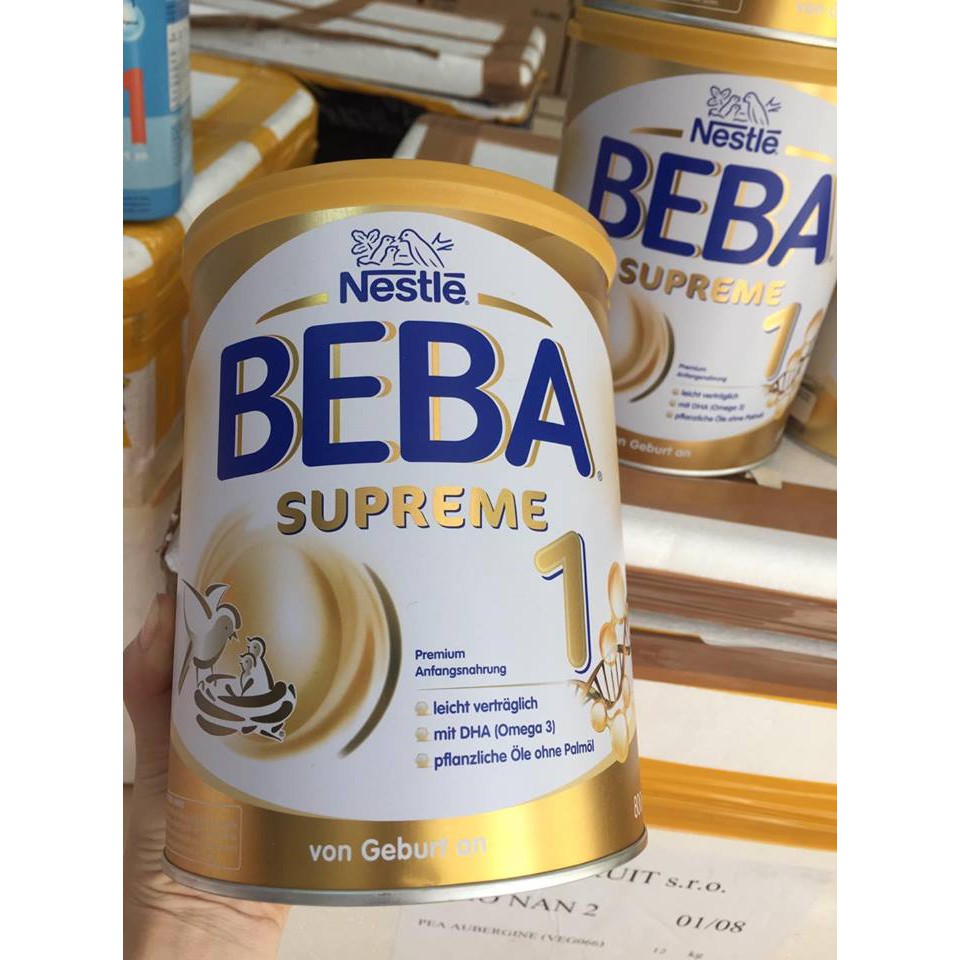 Nestlé
BEBA
SUPREME
1
Premium
Anfangsnahrung
leicht verträglich
mit DHA (Omega 3)
pflanzliche Öle ohne Palmöl
von Geburt an
Nestlé
BEBA
SUPREME
1
Premium
Anfangsnahrung
leicht verträglich
mit DHA (Omega 3)
pflanzliche Öle ohne Palmöl
Geburt an
von
1
s.r.o.
NAN 2
01/08
PEA AUBERGINE (VEG066)
kg